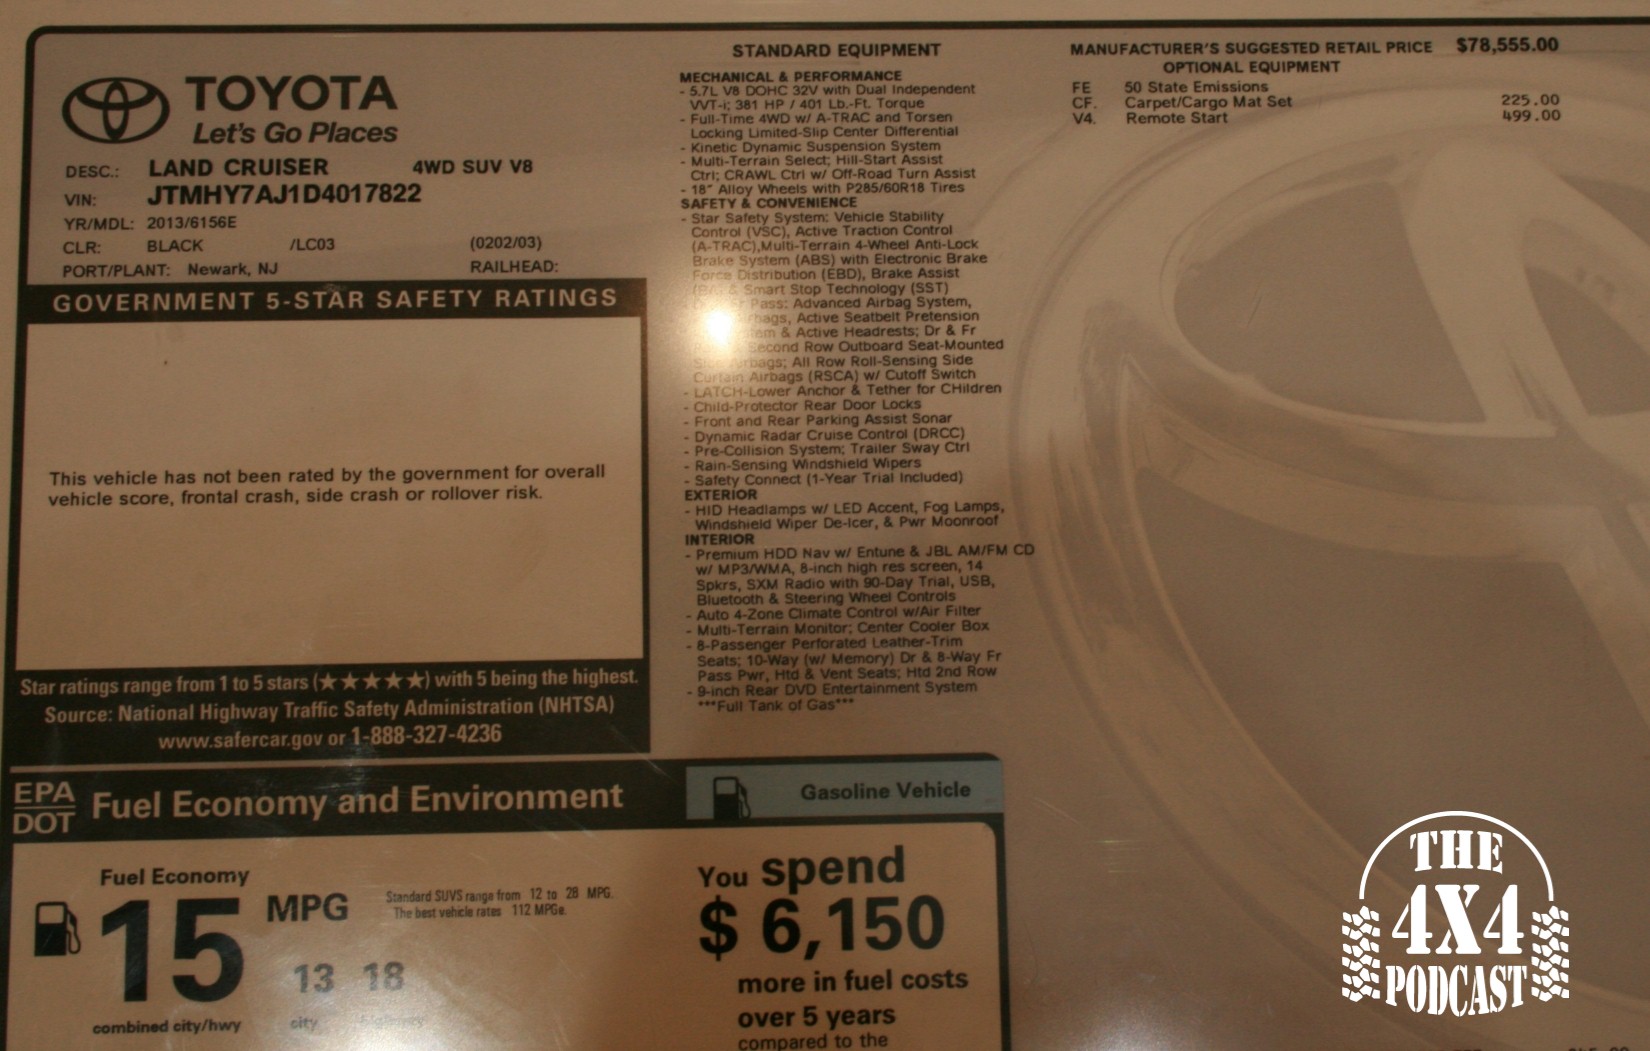 TOYOTA
Let's Go Places
DESC.: LAND CRUISER 4WD SUV V8
VIN: JTMHY7AJ1D4017822
YR/MDL: 2013/6156E
CLR: BLACK /LC03 (0202/03)
PORT/PLANT: Newark, NJ RAILHEAD:
GOVERNMENT 5-STAR SAFETY RATINGS
This vehicle has not been rated by the government for overall
vehicle score, frontal crash, side crash or rollover risk.
Star ratings range from 1 to 5 stars (★★★★★) with 5 being the highest.
Source: National Highway Traffic Safety Administration (NHTSA)
www.safercar.gov or 1-888-327-4236
STANDARD EQUIPMENT
MECHANICAL & PERFORMANCE
- 5.7L V8 DOHC 32V with Dual Independent
VVT-i; 381 HP / 401 Lb.-Ft. Torque
- Full-Time 4WD w/ A-TRAC and Torsen
Locking Limited-Slip Center Differential
- Kinetic Dynamic Suspension System
- Multi-Terrain Select; Hill-Start Assist
Ctrl; CRAWL Ctrl w/ Off-Road Turn Assist
- 18" Alloy Wheels with P285/60R18 Tires
SAFETY & CONVENIENCE
- Star Safety System: Vehicle Stability
Control (VSC), Active Traction Control
(A-TRAC),Multi-Terrain 4-Wheel Anti-Lock
Brake System (ABS) with Electronic Brake
Force Distribution (EBD), Brake Assist
& Smart Stop Technology (SST)
Pass: Advanced Airbag System,
Active Seatbelt Pretension
& Active Headrests; Dr & Fr
Second Row Outboard Seat-Mounted
Airbags; All Row Roll-Sensing Side
Curtain Airbags (RSCA) w/ Cutoff Switch
- LATCH-Lower Anchor & Tether for CHildren
- Child-Protector Rear Door Locks
- Front and Rear Parking Assist Sonar
- Dynamic Radar Cruise Control (DRCC)
- Pre-Collision System; Trailer Sway Ctrl
- Rain-Sensing Windshield Wipers
- Safety Connect (1-Year Trial Included)
EXTERIOR
- HID Headlamps w/ LED Accent, Fog Lamps,
Windshield Wiper De-Icer, & Pwr Moonroof
INTERIOR
- Premium HDD Nav w/ Entune & JBL AM/FM CD
w/ MP3/WMA, 8-inch high res screen, 14
Spkrs, SXM Radio with 90-Day Trial, USB,
Bluetooth & Steering Wheel Controls
- Auto 4-Zone Climate Control w/Air Filter
- Multi-Terrain Monitor; Center Cooler Box
- 8-Passenger Perforated Leather-Trim
Seats; 10-Way (w/ Memory) Dr & 8-Way Fr
Pass Pwr, Htd & Vent Seats; Htd 2nd Row
- 9-inch Rear DVD Entertainment System
***Full Tank of Gas***
MANUFACTURER'S SUGGESTED RETAIL PRICE $78,555.00
OPTIONAL EQUIPMENT
FE 50 State Emissions
CF. Carpet/Cargo Mat Set 225.00
V4. Remote Start 499.00
EPA
DOT
Fuel Economy and Environment
Gasoline Vehicle
Fuel Economy
15 MPG
Standard SUVS range from 12 to 28 MPG.
The best vehicle rates 112 MPGe.
13 18
combined city/hwy city highway
You spend
$ 6,150
more in fuel costs
over 5 years
compared to the
THE
4X4
PODCAST